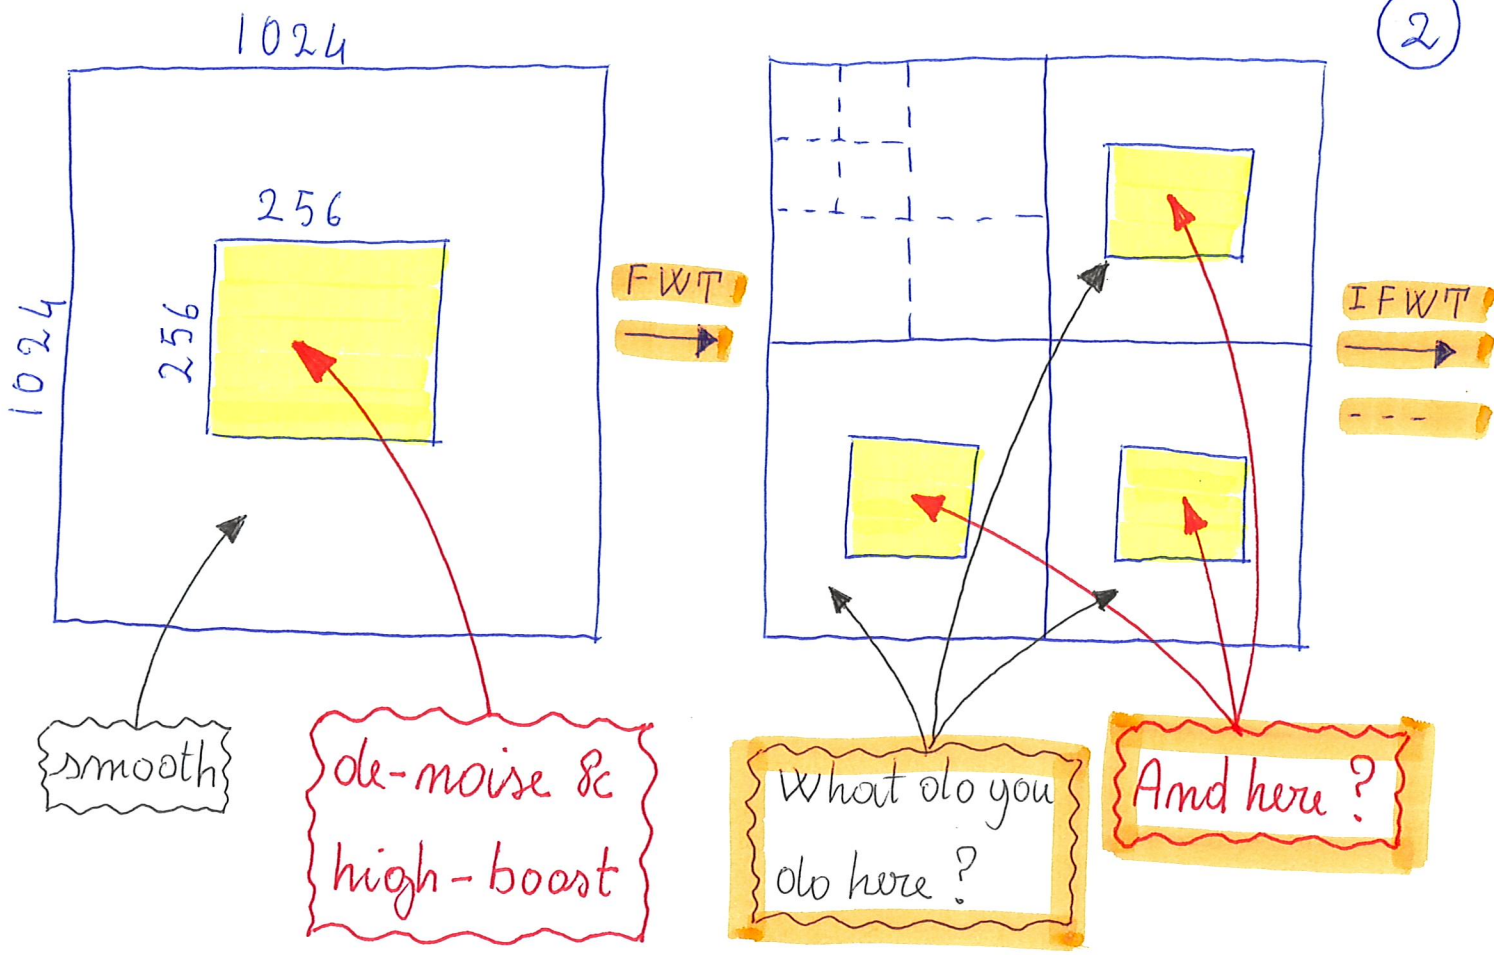 2
1024
1024
256
256
FWT
IFWT
smooth
de-noise &
high-boost
What do you
do here?
And here?